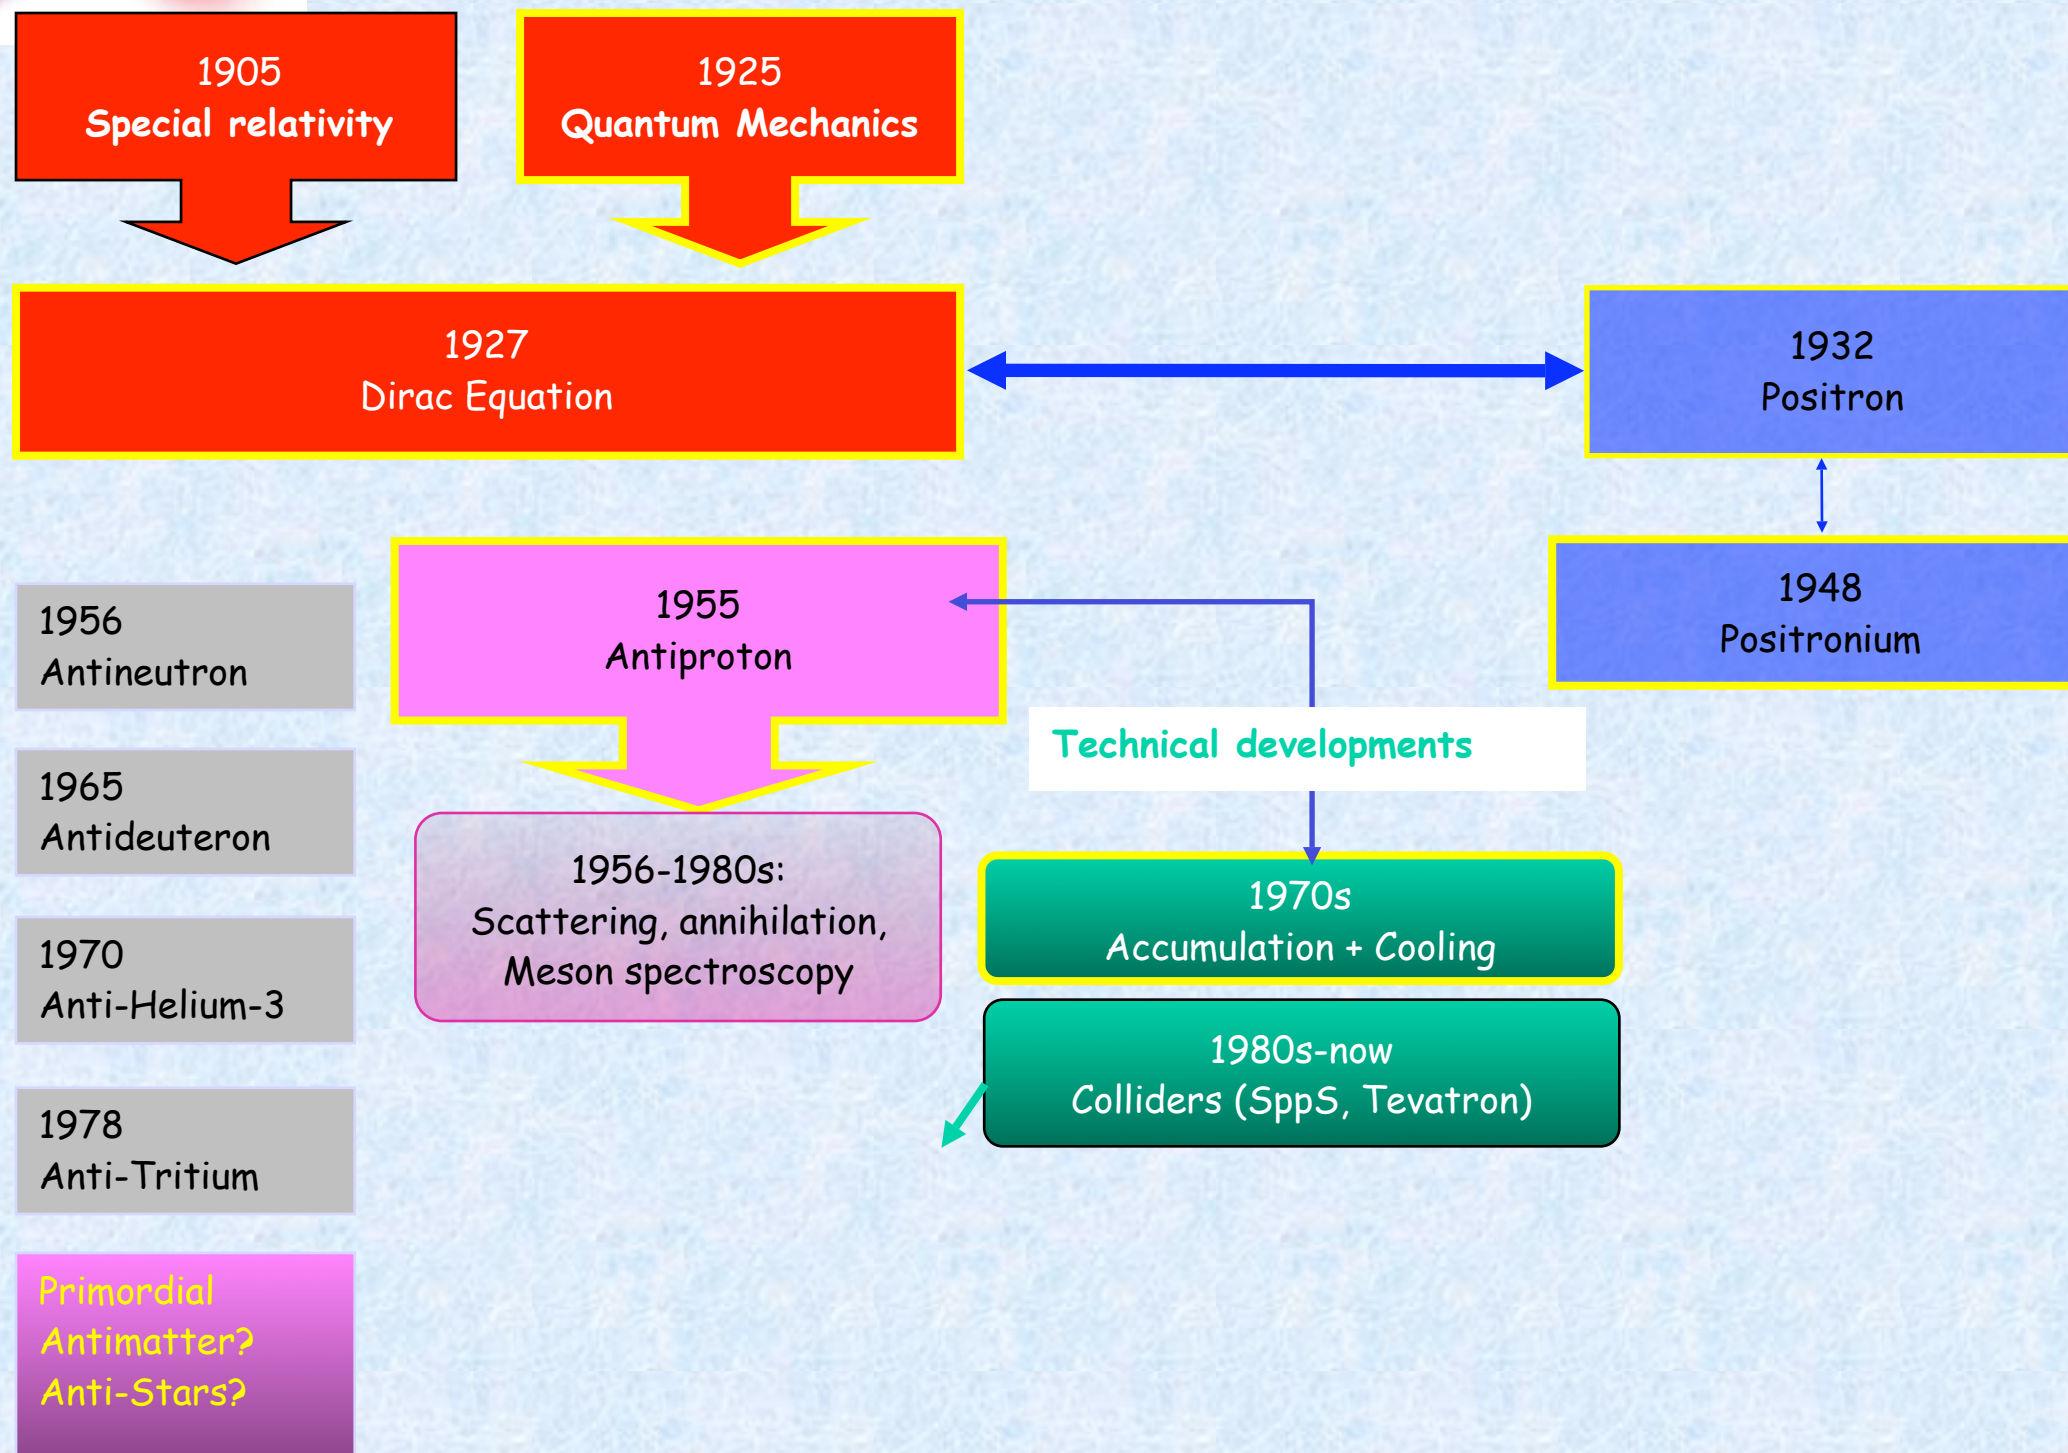 1905
Special relativity
1925
Quantum Mechanics
1927
Dirac Equation
1932
Positron
1948
Positronium
1955
Antiproton
1956
Antineutron
Technical developments
1965
Antideuteron
1956-1980s:
Scattering, annihilation,
Meson spectroscopy
1970s
Accumulation + Cooling
1970
Anti-Helium-3
1980s-now
Colliders (SppS, Tevatron)
1978
Anti-Tritium
Primordial
Antimatter?
Anti-Stars?